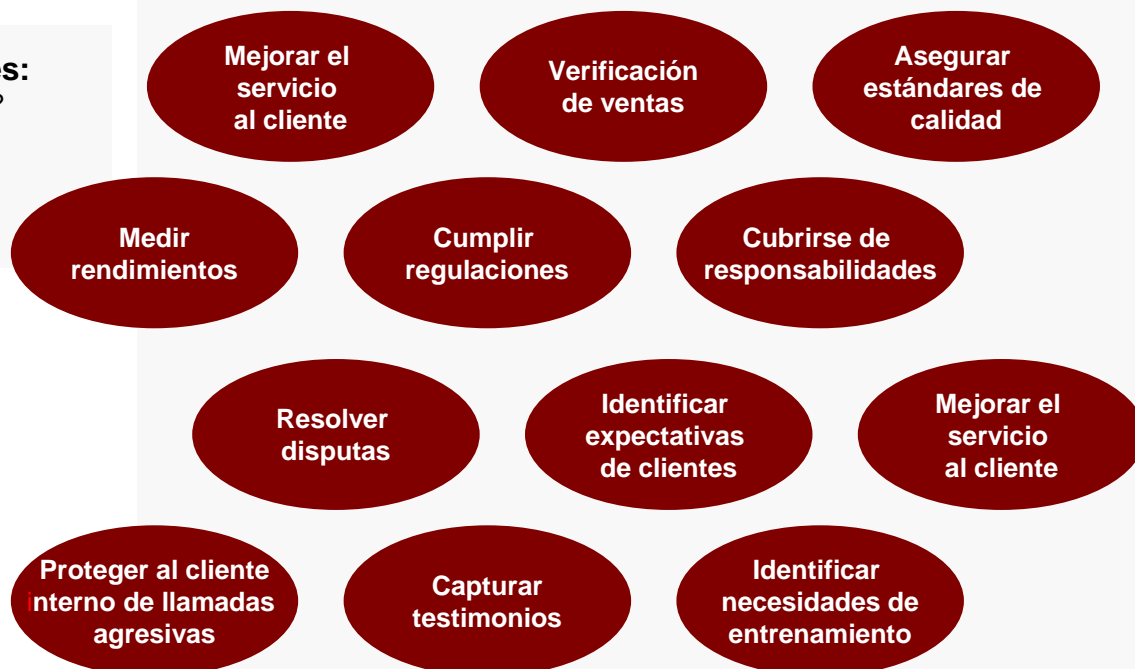 es:
?
Mejorar el
servicio
al cliente
Verificación
de ventas
Asegurar
estándares de
calidad
Medir
rendimientos
Cumplir
regulaciones
Cubrirse de
responsabilidades
Resolver
disputas
Identificar
expectativas
de clientes
Mejorar el
servicio
al cliente
Proteger al cliente
interno de llamadas
agresivas
Capturar
testimonios
Identificar
necesidades de
entrenamiento